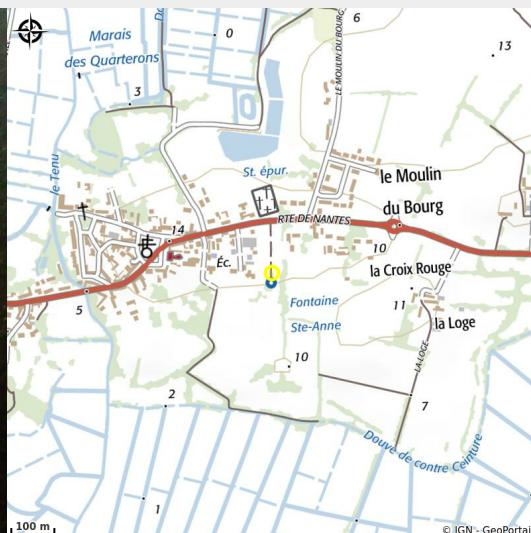 6
LE MOULIN DU BOURG
Marais
des Quarterons
0
13
3
St. épur.
le Tenu
le Moulin
du Bourg
RTE DE NANTES
14
10
Éc.
la Croix Rouge
Fontaine
Ste-Anne
5
11
la Loge
LA LOGE
10
2
7
Douve de contre Ceinture
1
100 m
© IGN - GeoPortai